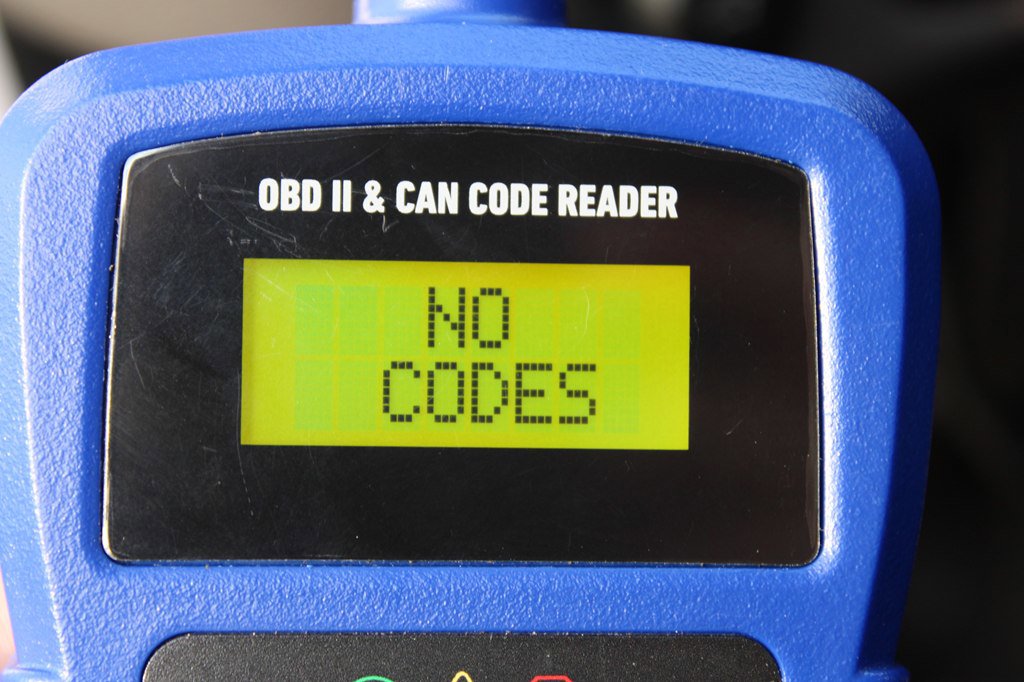 OBD II & CAN CODE READER
NO
CODES